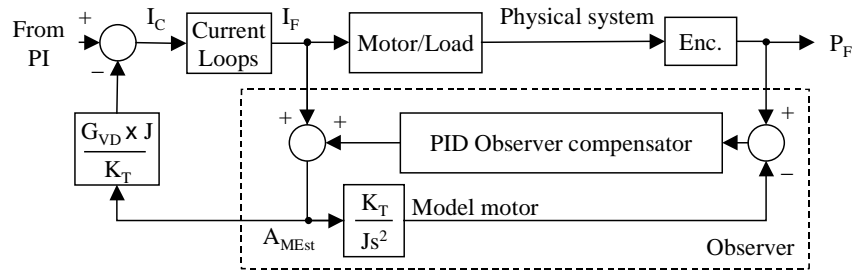 From
PI
+
−
I_C
Current
Loops
I_F
Motor/Load
Physical system
Enc.
P_F
G_VD x J
K_T
+
+
PID Observer compensator
+
−
A_MEst
K_T
Js²
Model motor
Observer